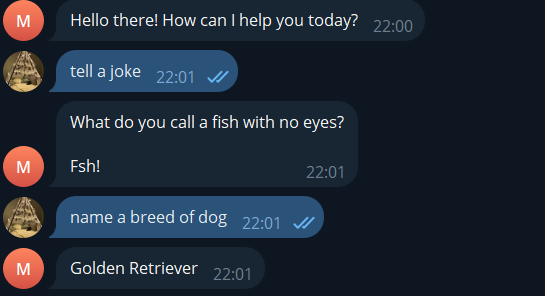 M
Hello there! How can I help you today? 22:00
tell a joke 22:01
What do you call a fish with no eyes?
Fsh! 22:01
M
name a breed of dog 22:01
M
Golden Retriever 22:01